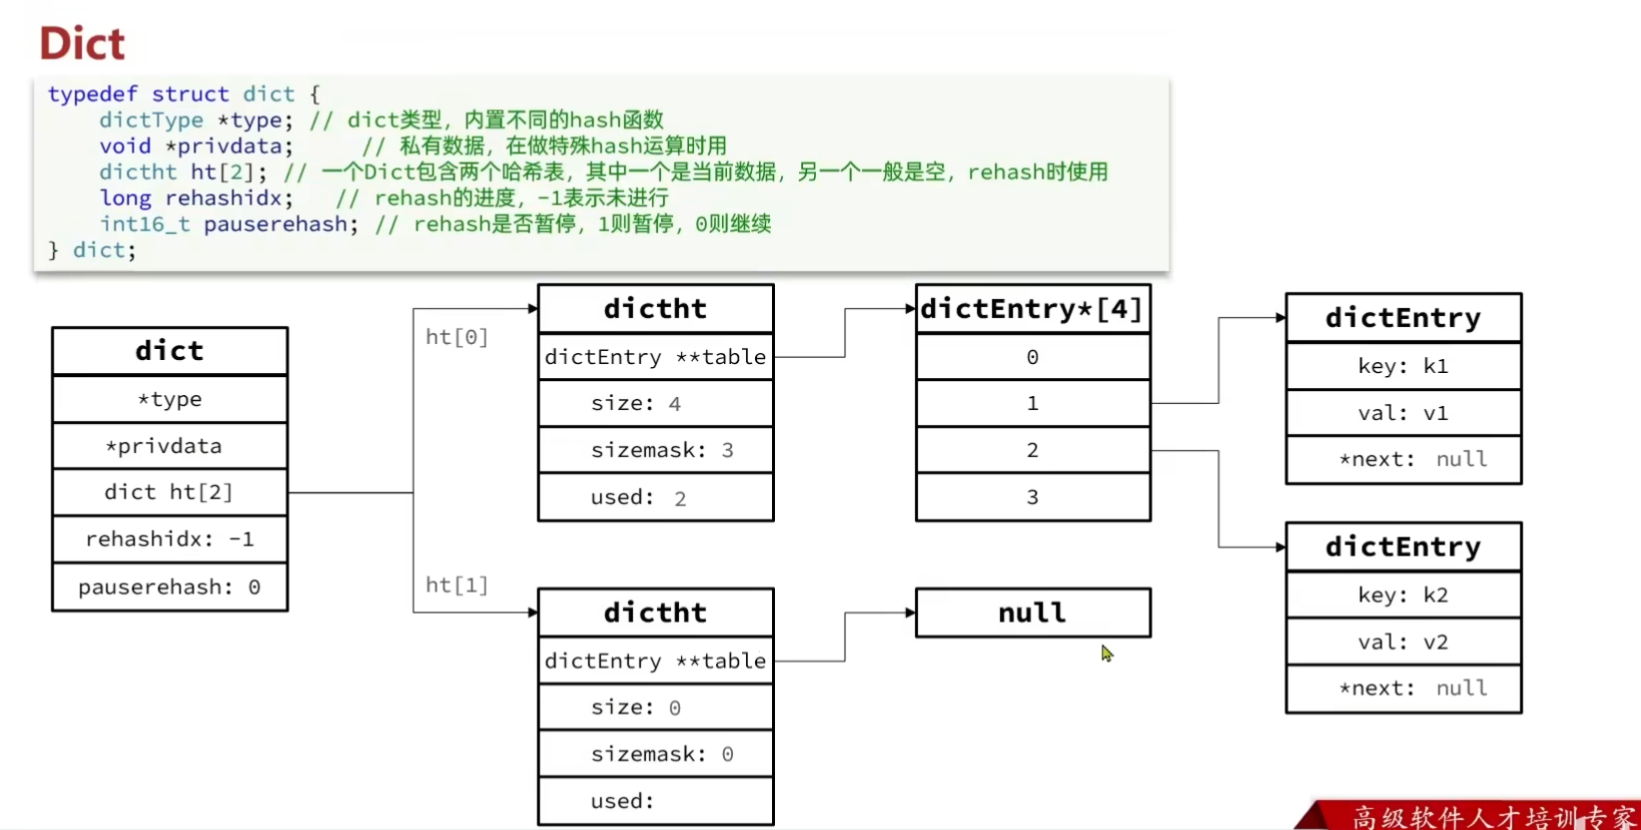 Dict
typedef struct dict {
dictType *type; // dict类型，内置不同的hash函数
void *privdata; // 私有数据，在做特殊hash运算时用
dictht ht[2]; // 一个Dict包含两个哈希表，其中一个是当前数据，另一个一般是空，rehash时使用
long rehashidx; // rehash的进度，-1表示未进行
int16_t pauserehash; // rehash是否暂停，1则暂停，0则继续
} dict;
dict
*type
*privdata
dict ht[2]
rehashidx: -1
pauserehash: 0
ht[0]
ht[1]
dictht
dictEntry **table
size: 4
sizemask: 3
used: 2
dictht
dictEntry **table
size: 0
sizemask: 0
used:
dictEntry*[4]
0
1
2
3
null
dictEntry
key: k1
val: v1
*next: null
dictEntry
key: k2
val: v2
*next: null
高级软件人才培训专家